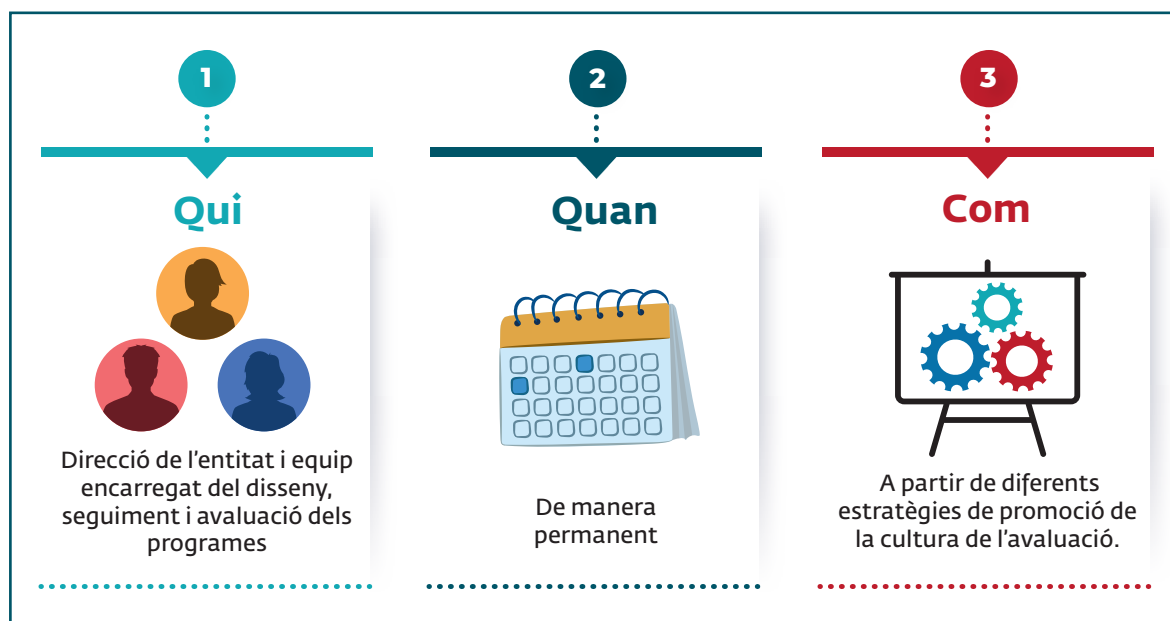 1
Qui
Direcció de l'entitat i equip
encarregat del disseny,
seguiment i avaluació dels
programes
2
Quan
De manera
permanent
3
Com
A partir de diferents
estratègies de promoció de
la cultura de l'avaluació.